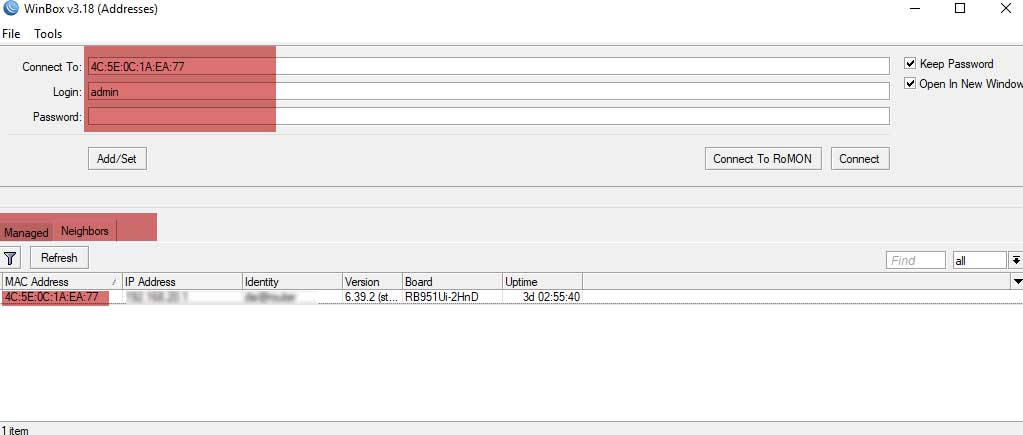 WinBox v3.18 (Addresses)
File Tools
Connect To: 4C:5E:0C:1A:EA:77
Keep Password
Login: admin
Open In New Window
Password:
Add/Set Connect To RoMON Connect
Managed Neighbors
Refresh Find all
MAC Address IP Address Identity Version Board Uptime
4C:5E:0C:1A:EA:77 6.39.2 (st... RB951Ui-2HnD 3d 02:55:40
1 item